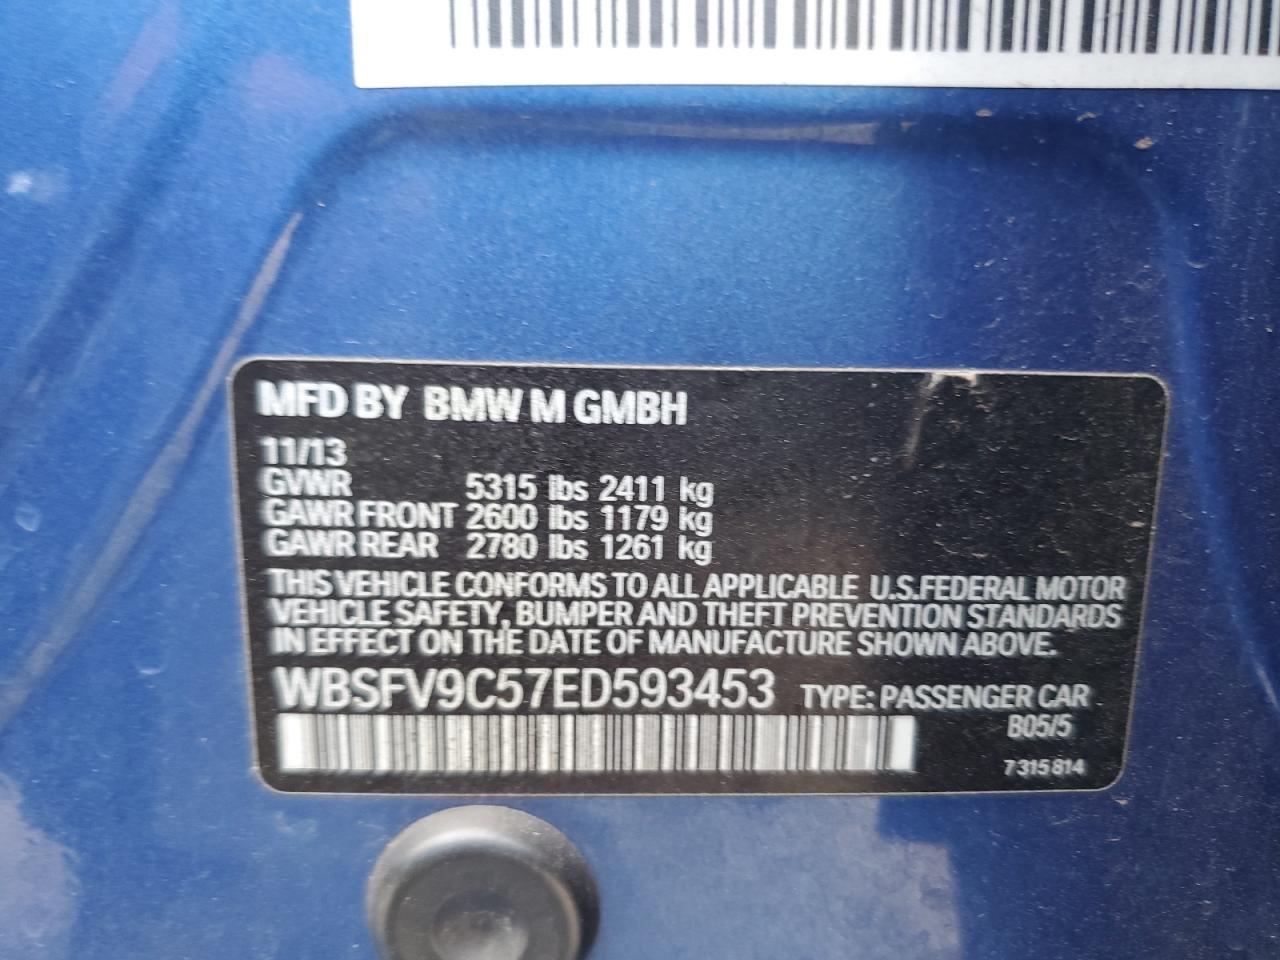 MFD BY BMW M GMBH
11/13
GVWR 5315 lbs 2411 kg
GAWR FRONT 2600 lbs 1179 kg
GAWR REAR 2780 lbs 1261 kg
THIS VEHICLE CONFORMS TO ALL APPLICABLE U.S.FEDERAL MOTOR
VEHICLE SAFETY, BUMPER AND THEFT PREVENTION STANDARDS
IN EFFECT ON THE DATE OF MANUFACTURE SHOWN ABOVE.
WBSFV9C57ED593453 TYPE: PASSENGER CAR
B05/5
7 315 814